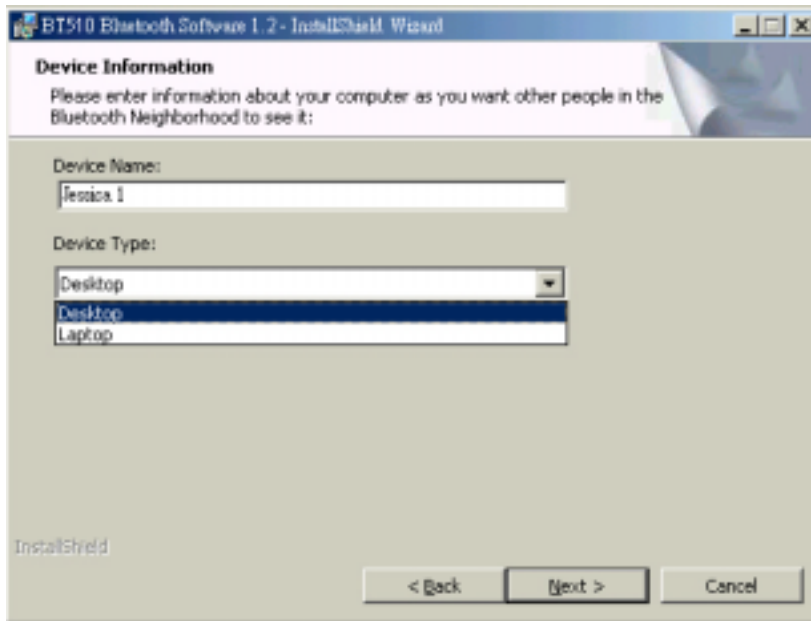 BT510 Bluetooth Software 1.2 - InstallShield Wizard
Device Information
Please enter information about your computer as you want other people in the
Bluetooth Neighborhood to see it:
Device Name:
Jessica 1
Device Type:
Desktop
Desktop
Laptop
InstallShield
< Back
Next >
Cancel